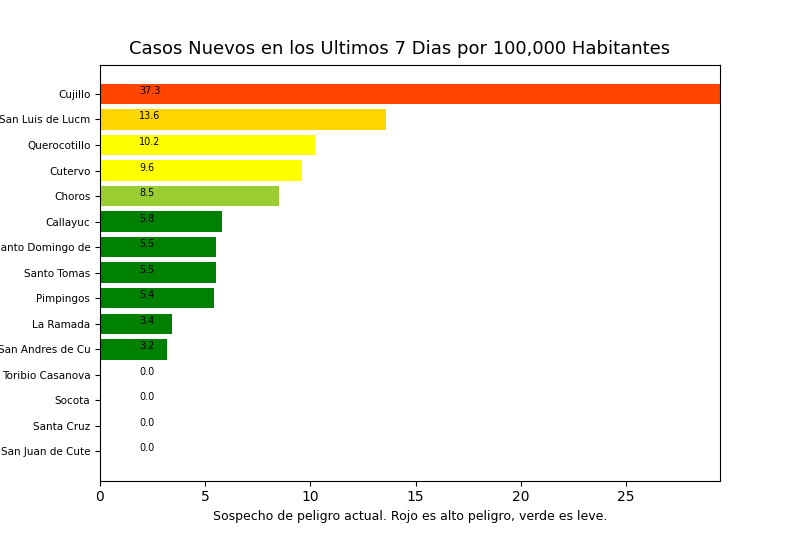 Casos Nuevos en los Ultimos 7 Dias por 100,000 Habitantes
Cujillo 37.3
San Luis de Lucm 13.6
Querocotillo 10.2
Cutervo 9.6
Choros 8.5
Callayuc 5.8
anto Domingo de 5.5
Santo Tomas 5.5
Pimpingos 5.4
La Ramada 3.4
San Andres de Cu 3.2
Toribio Casanova 0.0
Socota 0.0
Santa Cruz 0.0
San Juan de Cute 0.0
0 5 10 15 20 25
Sospecho de peligro actual. Rojo es alto peligro, verde es leve.